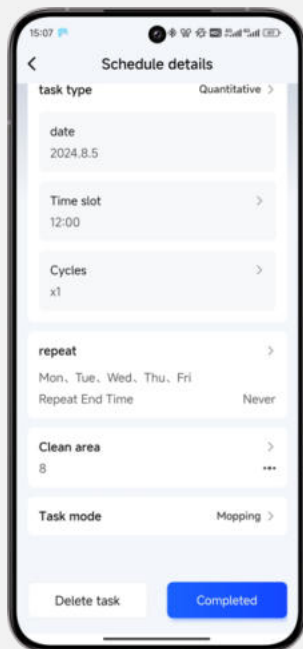 15:07
Schedule details
task type Quantitative
date
2024.8.5
Time slot
12:00
Cycles
x1
repeat
Mon、Tue、Wed、Thu、Fri
Repeat End Time Never
Clean area
8
Task mode Mopping
Delete task Completed